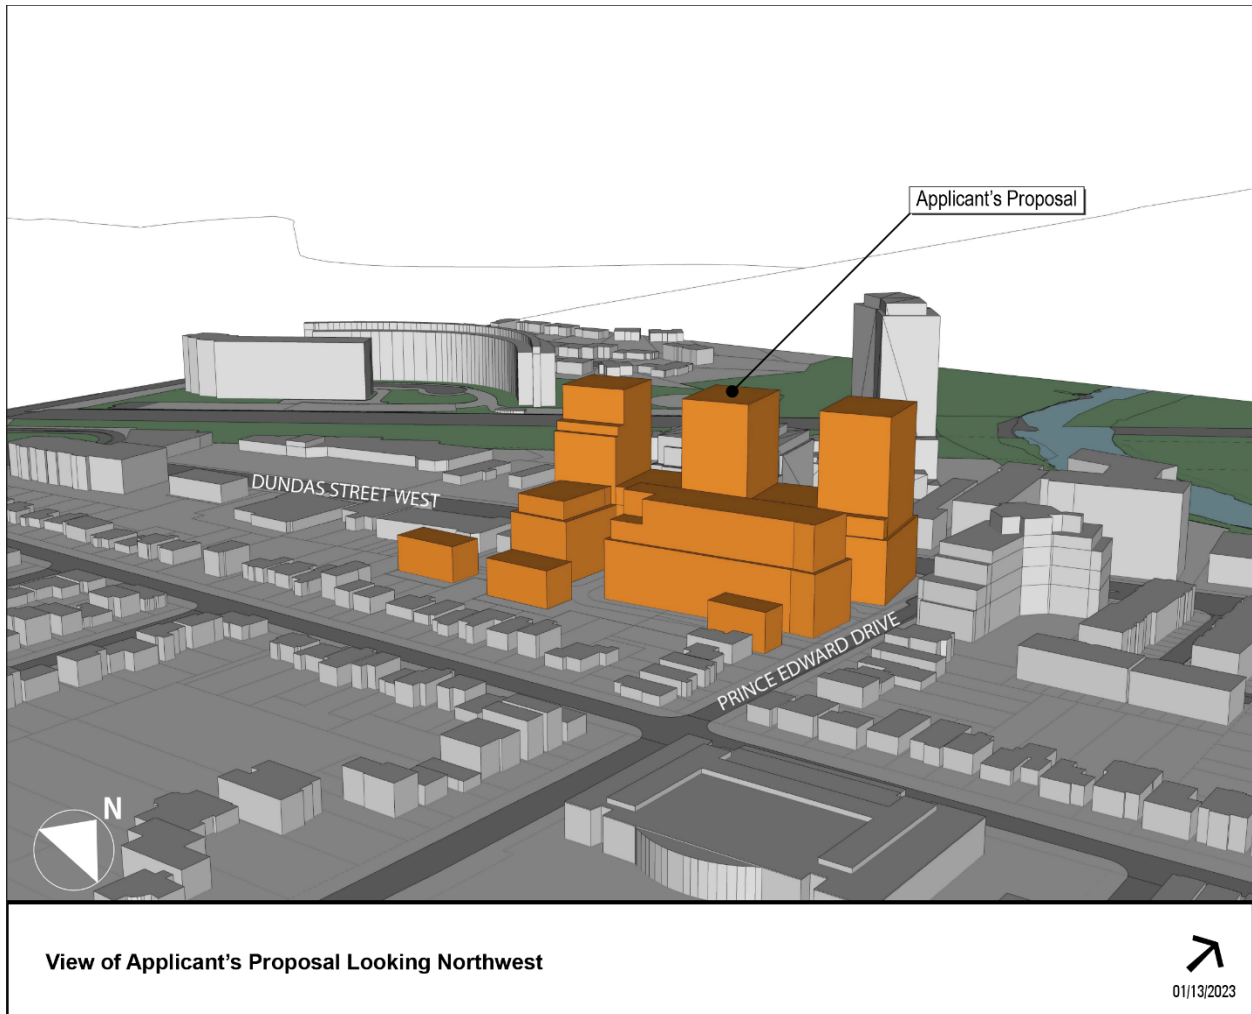 Applicant's Proposal
DUNDAS STREET WEST
PRINCE EDWARD DRIVE
N
View of Applicant's Proposal Looking Northwest
01/13/2023